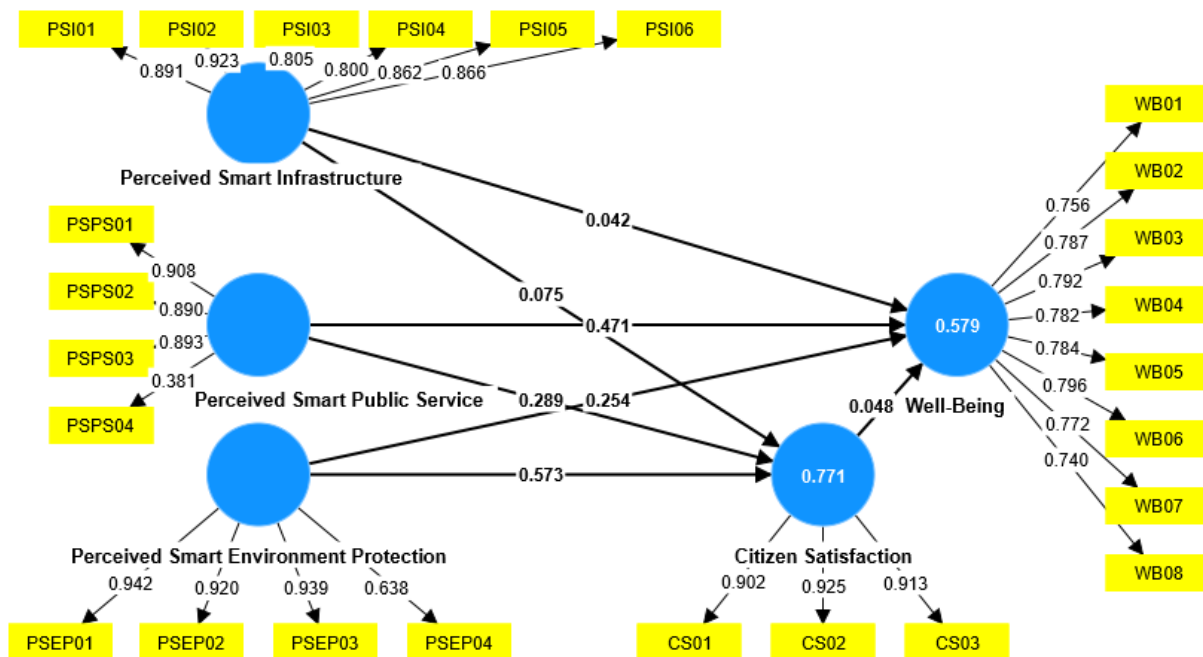 PSI01 PSI02 PSI03 PSI04 PSI05 PSI06
0.891 0.923 0.805 0.800 0.862 0.866
Perceived Smart Infrastructure
PSPS01
PSPS02
PSPS03
PSPS04
0.908
0.890
0.893
0.381
Perceived Smart Public Service
Perceived Smart Environment Protection
0.942 0.920 0.939 0.638
PSEP01 PSEP02 PSEP03 PSEP04
0.042
0.075
0.471
0.289
0.254
0.573
0.048
0.771
Citizen Satisfaction
0.902 0.925 0.913
CS01 CS02 CS03
0.579
Well-Being
0.756
0.787
0.792
0.782
0.784
0.796
0.772
0.740
WB01
WB02
WB03
WB04
WB05
WB06
WB07
WB08